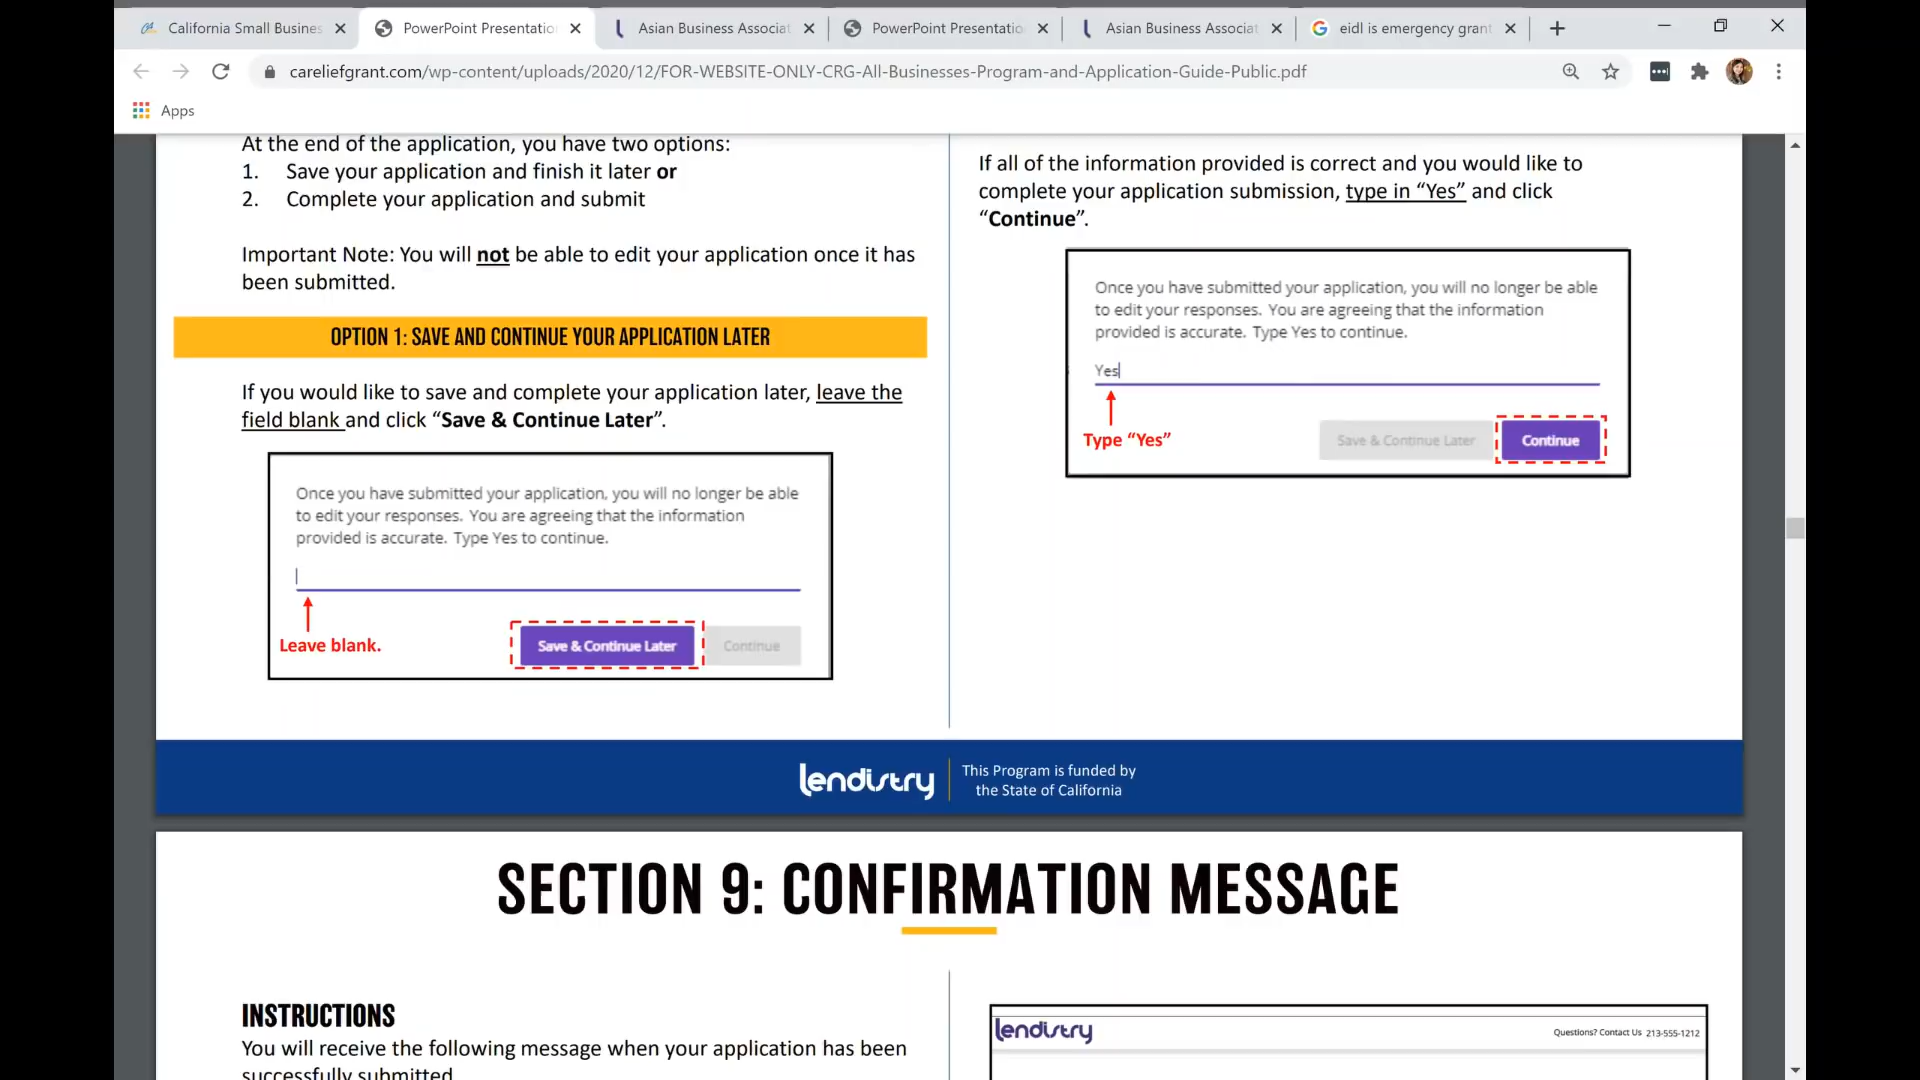 California Small Busines
PowerPoint Presentatio
Asian Business Associat
PowerPoint Presentatio
Asian Business Associat
eidl is emergency grant
careliefgrant.com/wp-content/uploads/2020/12/FOR-WEBSITE-ONLY-CRG-All-Businesses-Program-and-Application-Guide-Public.pdf
Apps
At the end of the application, you have two options:
1. Save your application and finish it later or
2. Complete your application and submit
Important Note: You will not be able to edit your application once it has
been submitted.
OPTION 1: SAVE AND CONTINUE YOUR APPLICATION LATER
If you would like to save and complete your application later, leave the
field blank and click “Save & Continue Later”.
Once you have submitted your application, you will no longer be able
to edit your responses. You are agreeing that the information
provided is accurate. Type Yes to continue.
Leave blank.
Save & Continue Later
Continue
If all of the information provided is correct and you would like to
complete your application submission, type in “Yes” and click
“Continue”.
Once you have submitted your application, you will no longer be able
to edit your responses. You are agreeing that the information
provided is accurate. Type Yes to continue.
Yes
Type “Yes”
Save & Continue Later
Continue
lendistry
This Program is funded by
the State of California
SECTION 9: CONFIRMATION MESSAGE
INSTRUCTIONS
You will receive the following message when your application has been
successfully submitted
lendistry
Questions? Contact Us 213-555-1212